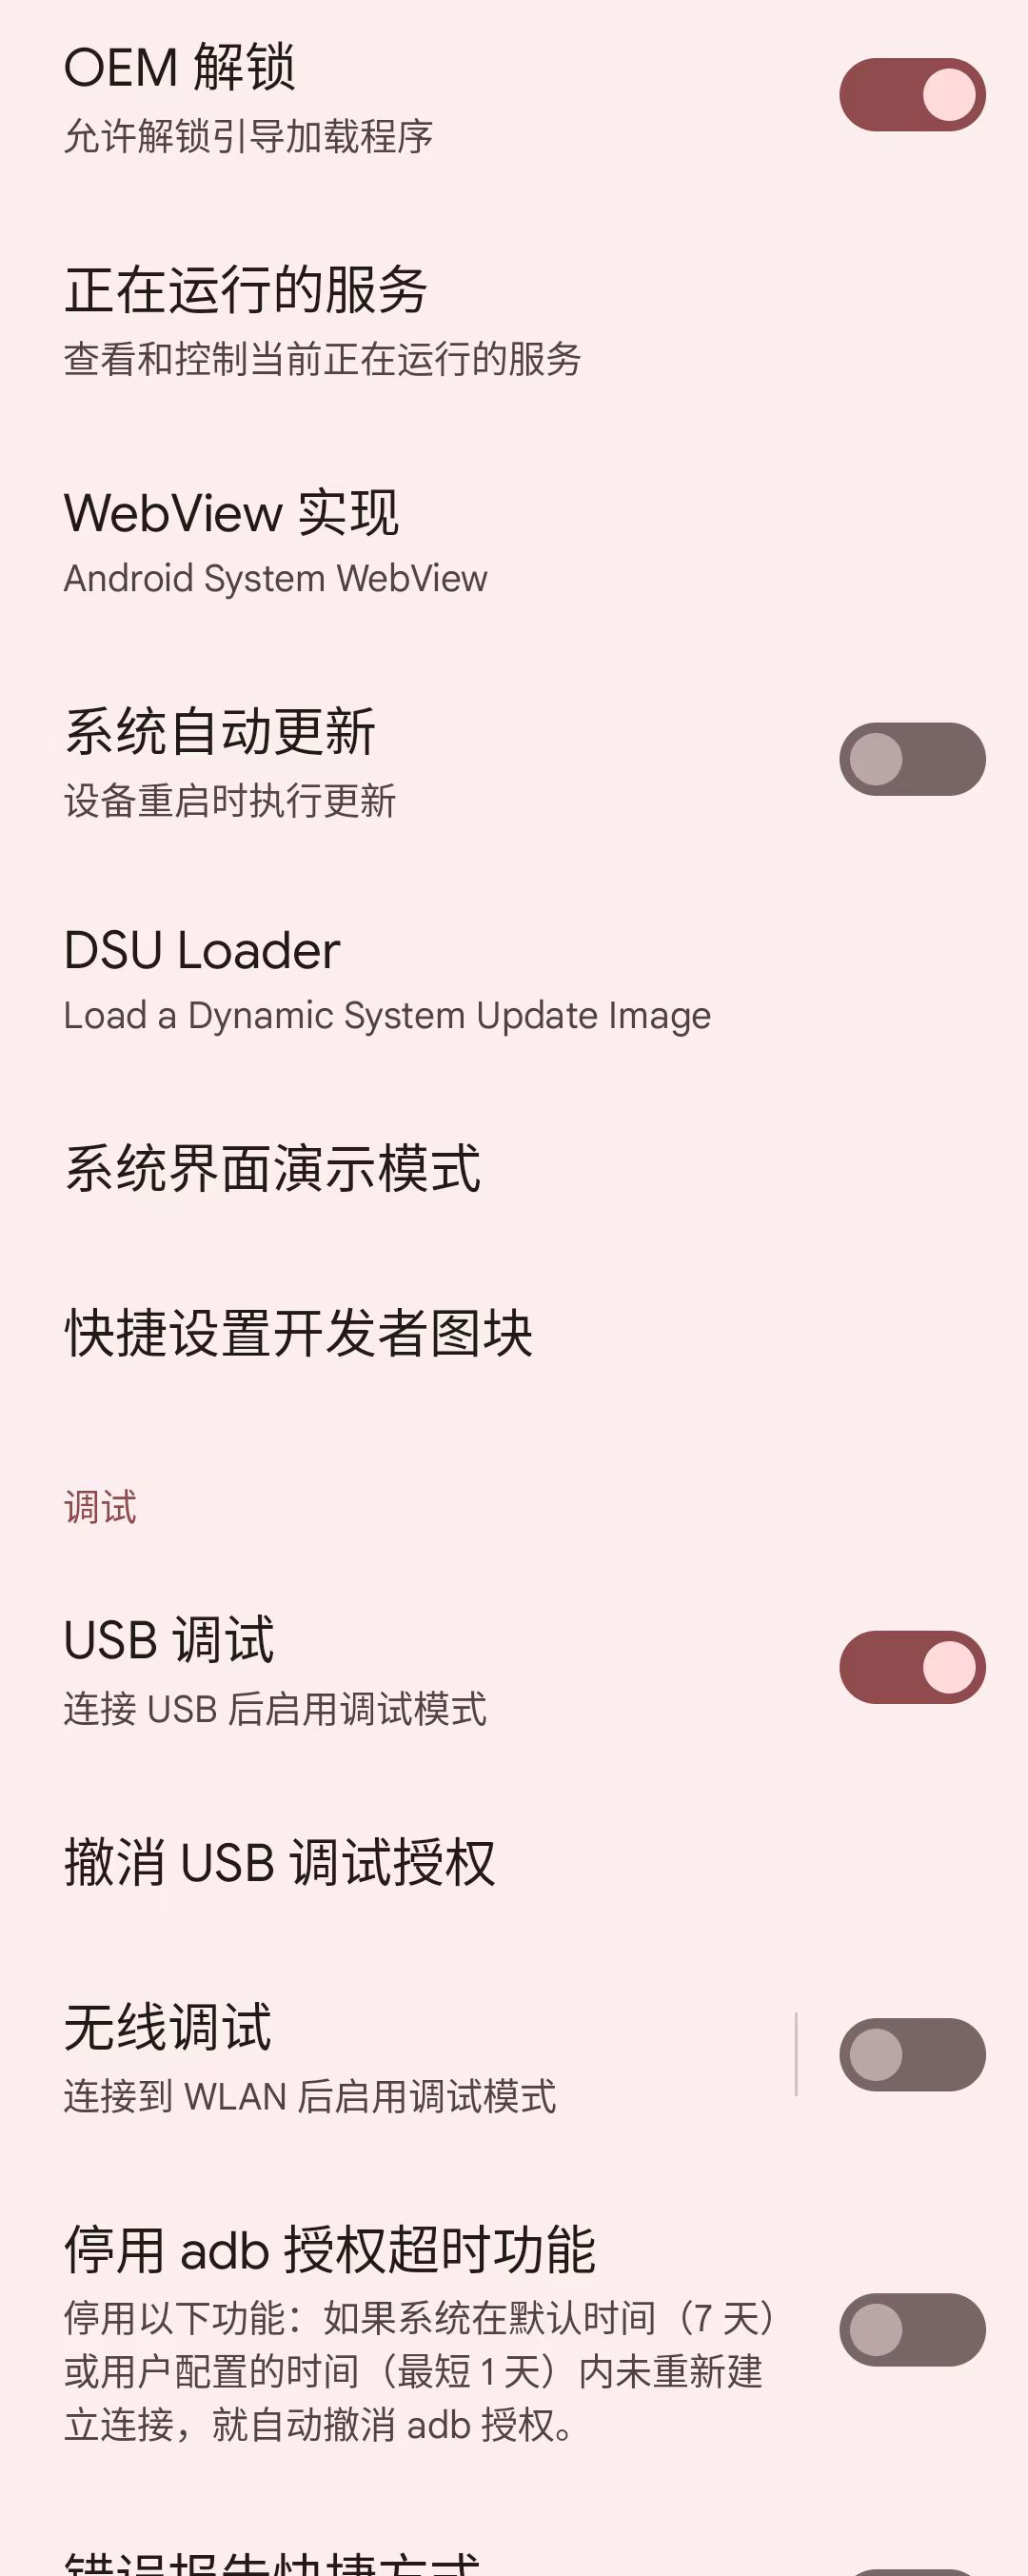 OEM 解锁
允许解锁引导加载程序
正在运行的服务
查看和控制当前正在运行的服务
WebView 实现
Android System WebView
系统自动更新
设备重启时执行更新
DSU Loader
Load a Dynamic System Update Image
系统界面演示模式
快捷设置开发者图块
调试
USB 调试
连接 USB 后启用调试模式
撤消 USB 调试授权
无线调试
连接到 WLAN 后启用调试模式
停用 adb 授权超时功能
停用以下功能：如果系统在默认时间（7 天）
或用户配置的时间（最短 1 天）内未重新建
立连接，就自动撤消 adb 授权。
错误报告快捷方式